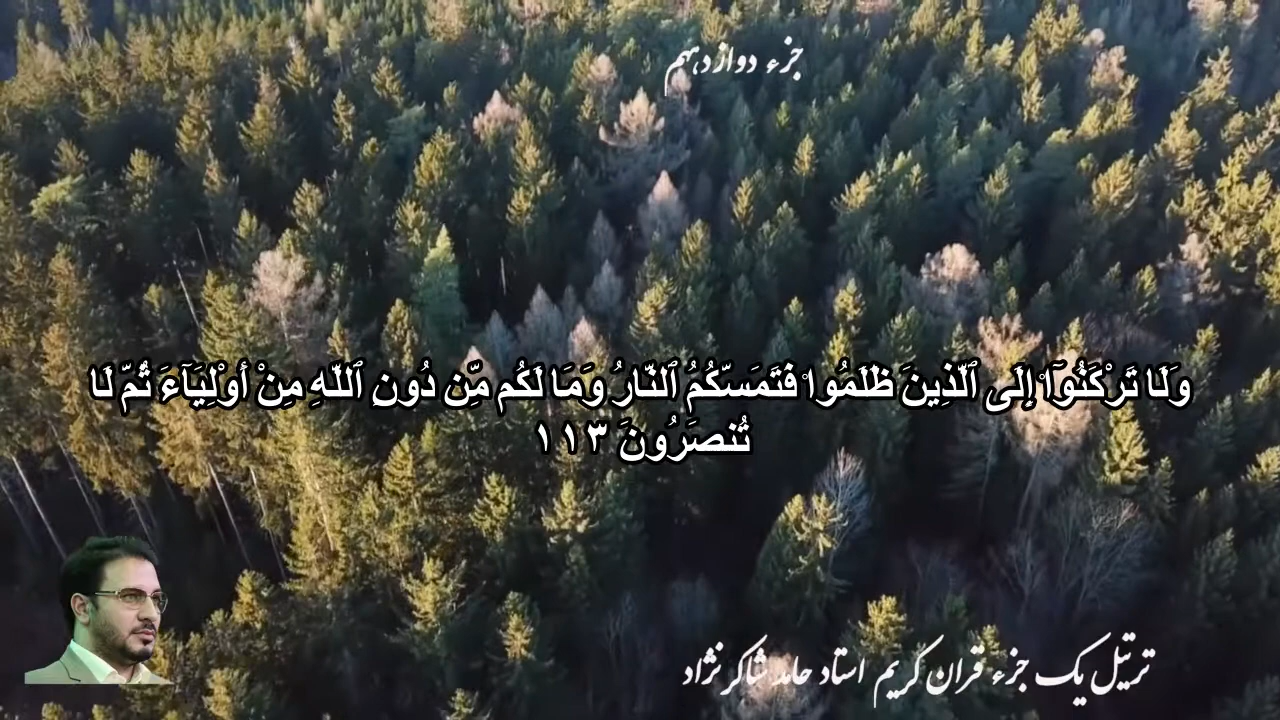 جزء دوازدهم
وَلَا تَرْكَنُوٓا۟ إِلَى ٱلَّذِينَ ظَلَمُوا۟ فَتَمَسَّكُمُ ٱلنَّارُ وَمَا لَكُم مِّن دُونِ ٱللَّهِ مِنْ أَوْلِيَآءَ ثُمَّ لَا
تُنصَرُونَ ١١٣
ترتیل یک جزء قران کریم استاد حامد شاکرنژاد